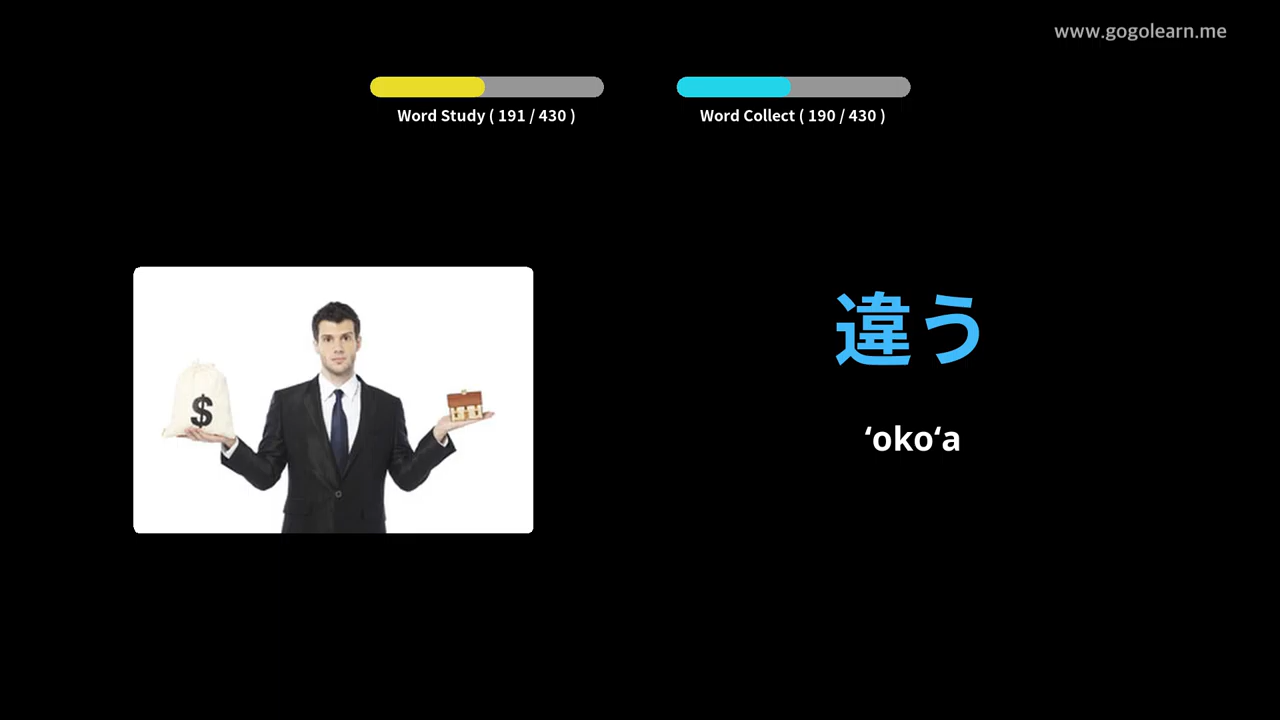 www.gogolearn.me
Word Study ( 191 / 430 )
Word Collect ( 190 / 430 )
違う
$
ʻokoʻa